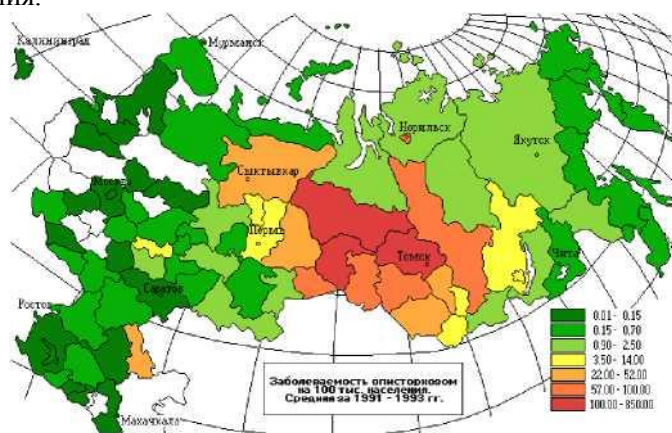 ния.
Калининград
Мурманск
Норильск
Якутск
Сыктывкар
Москва
Пермь
Томск
Чита
Саратов
Ростов
Махачкала
0.01 - 0.15
0.15 - 0.70
0.90 - 2.50
3.50 - 14.00
22.00 - 52.00
57.00 - 100.00
100.00 - 850.00
Заболеваемость описторхозом
на 100 тыс. населения.
Средняя за 1991 - 1993 гг.